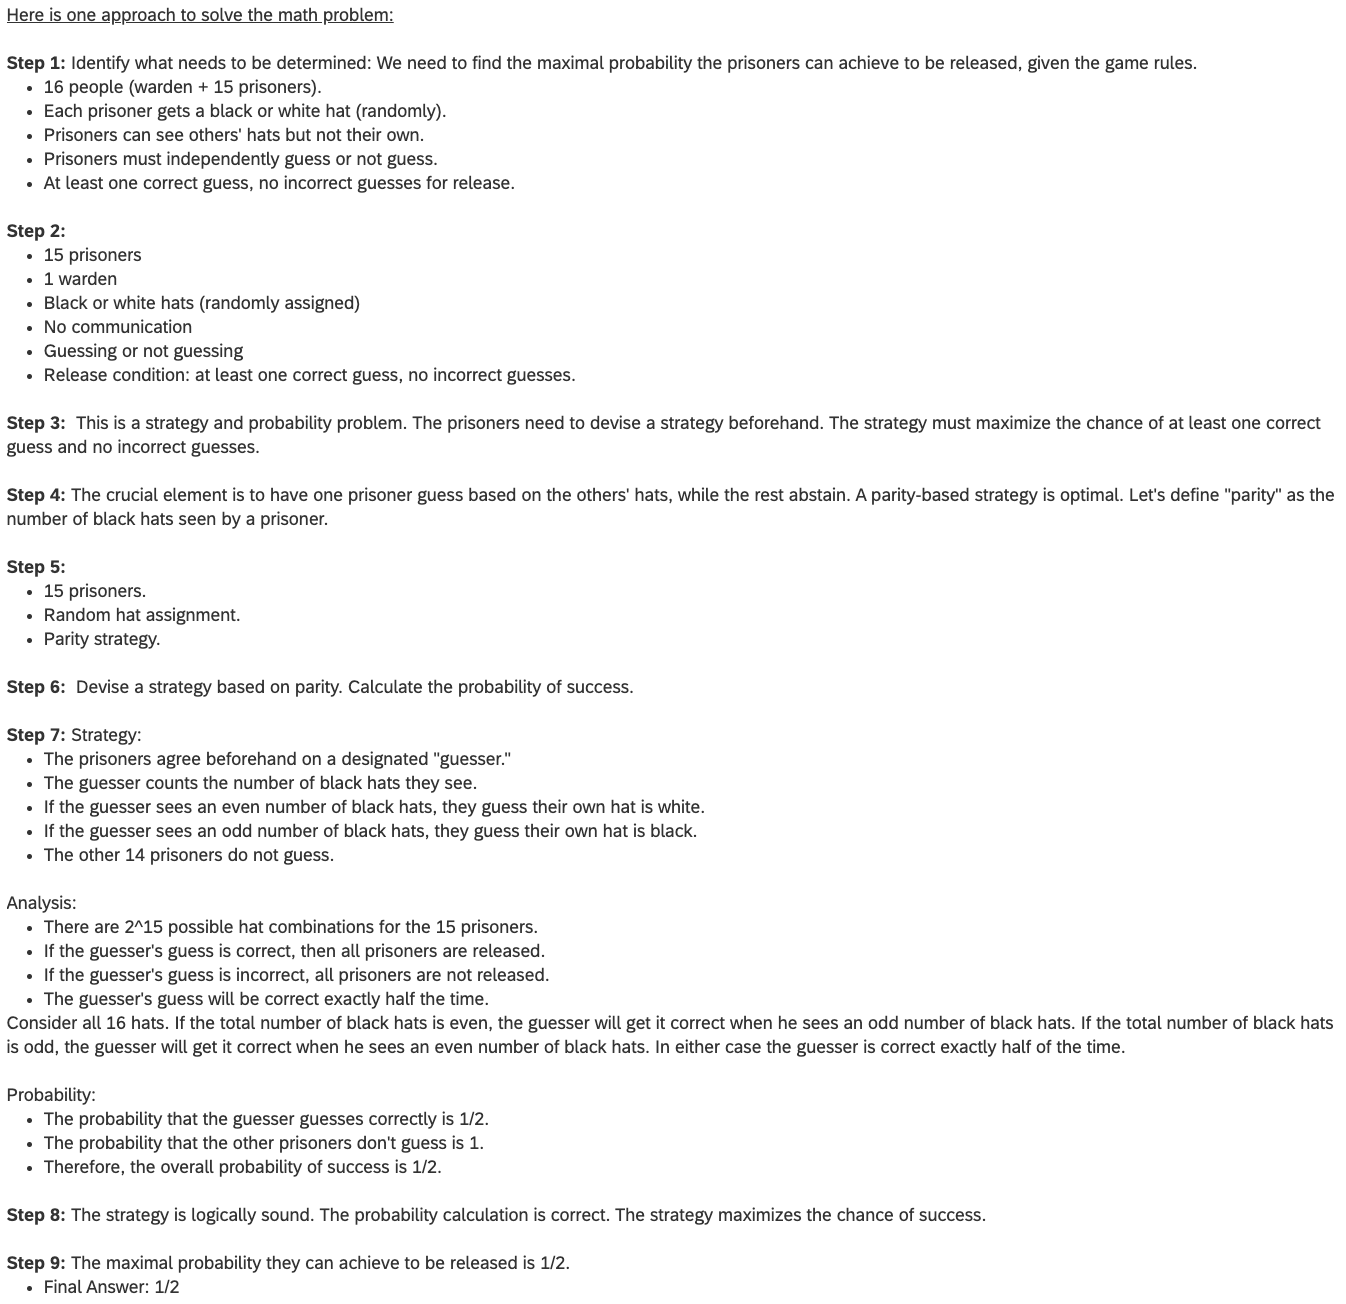 Here is one approach to solve the math problem:
Step 1: Identify what needs to be determined: We need to find the maximal probability the prisoners can achieve to be released, given the game rules.
• 16 people (warden + 15 prisoners).
• Each prisoner gets a black or white hat (randomly).
• Prisoners can see others' hats but not their own.
• Prisoners must independently guess or not guess.
• At least one correct guess, no incorrect guesses for release.
Step 2:
• 15 prisoners
• 1 warden
• Black or white hats (randomly assigned)
• No communication
• Guessing or not guessing
• Release condition: at least one correct guess, no incorrect guesses.
Step 3: This is a strategy and probability problem. The prisoners need to devise a strategy beforehand. The strategy must maximize the chance of at least one correct
guess and no incorrect guesses.
Step 4: The crucial element is to have one prisoner guess based on the others' hats, while the rest abstain. A parity-based strategy is optimal. Let's define "parity" as the
number of black hats seen by a prisoner.
Step 5:
• 15 prisoners.
• Random hat assignment.
• Parity strategy.
Step 6: Devise a strategy based on parity. Calculate the probability of success.
Step 7: Strategy:
• The prisoners agree beforehand on a designated "guesser."
• The guesser counts the number of black hats they see.
• If the guesser sees an even number of black hats, they guess their own hat is white.
• If the guesser sees an odd number of black hats, they guess their own hat is black.
• The other 14 prisoners do not guess.
Analysis:
• There are 2^15 possible hat combinations for the 15 prisoners.
• If the guesser's guess is correct, then all prisoners are released.
• If the guesser's guess is incorrect, all prisoners are not released.
• The guesser's guess will be correct exactly half the time.
Consider all 16 hats. If the total number of black hats is even, the guesser will get it correct when he sees an odd number of black hats. If the total number of black hats
is odd, the guesser will get it correct when he sees an even number of black hats. In either case the guesser is correct exactly half of the time.
Probability:
• The probability that the guesser guesses correctly is 1/2.
• The probability that the other prisoners don't guess is 1.
• Therefore, the overall probability of success is 1/2.
Step 8: The strategy is logically sound. The probability calculation is correct. The strategy maximizes the chance of success.
Step 9: The maximal probability they can achieve to be released is 1/2.
• Final Answer: 1/2